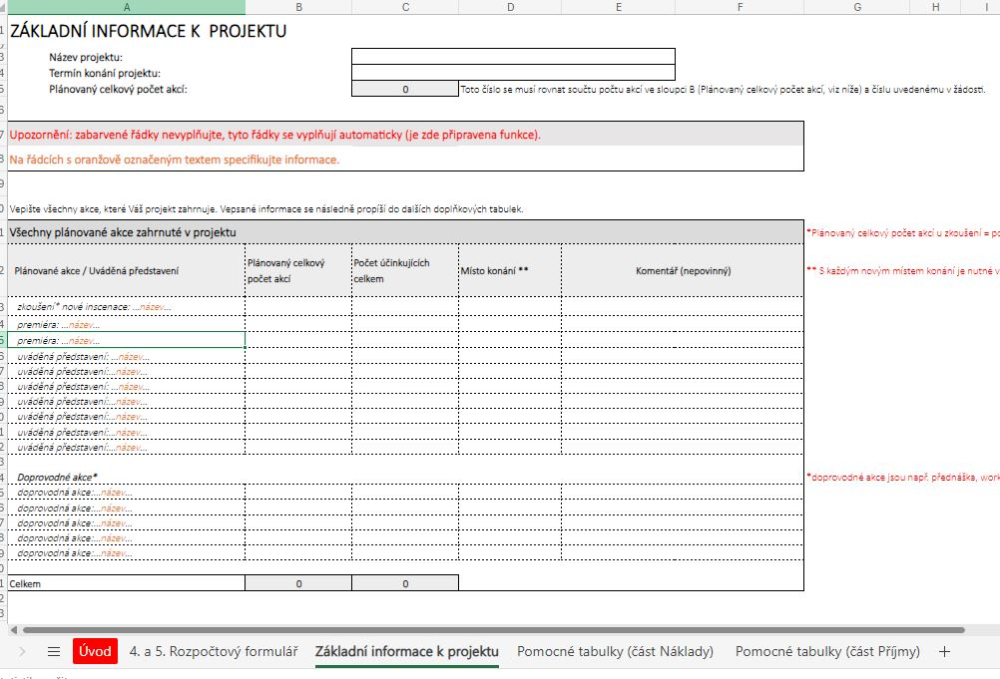 A B C D E F G H I
ZÁKLADNÍ INFORMACE K PROJEKTU
Název projektu:
Termín konání projektu:
Plánovaný celkový počet akcí: 0 Toto číslo se musí rovnat součtu počtu akcí ve sloupci B (Plánovaný celkový počet akcí, viz níže) a číslu uvedenému v žádosti.
Upozornění: zabarvené řádky nevyplňujte, tyto řádky se vyplňují automaticky (je zde připravena funkce).
Na řádcích s oranžově označeným textem specifikujte informace.
Vepište všechny akce, které Váš projekt zahrnuje. Vepsané informace se následně propíší do dalších doplňkových tabulek.
Všechny plánované akce zahrnuté v projektu
*Plánovaný celkový počet akcí u zkoušení = po
Plánované akce / Uváděná představení
Plánovaný celkový
počet akcí
Počet účinkujících
celkem
Místo konání **
Komentář (nepovinný)
** S každým novým místem konání je nutné v
zkoušení* nové inscenace: ...název...
premiéra: ...název...
premiéra: ...název...
uváděná představení: ...název...
uváděná představení:...název...
uváděná představení: ...název...
uváděná představení:...název...
uváděná představení:...název...
uváděná představení:...název...
uváděná představení:...název...
Doprovodné akce*
*doprovodné akce jsou např. přednáška, work
doprovodná akce:...název...
doprovodná akce:...název...
doprovodná akce:...název...
doprovodná akce:...název...
doprovodná akce:...název...
Celkem 0 0
Úvod 4. a 5. Rozpočtový formulář Základní informace k projektu Pomocné tabulky (část Náklady) Pomocné tabulky (část Příjmy)